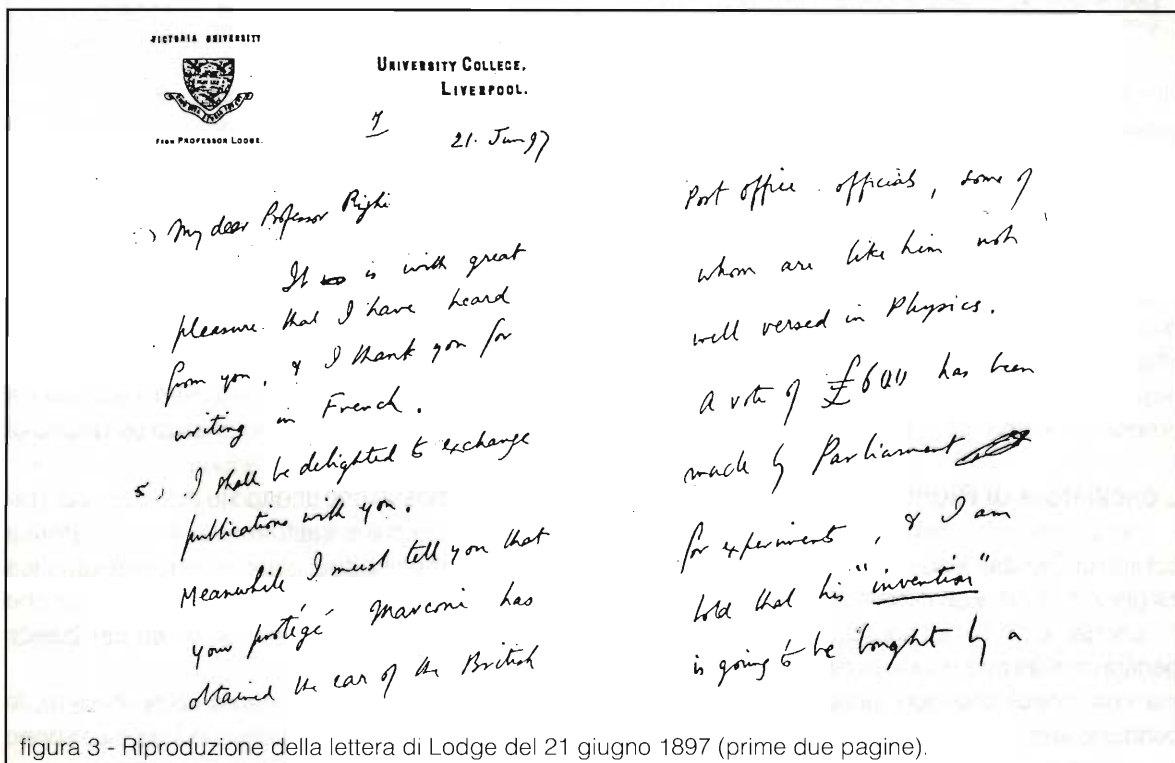 VICTORIA UNIVERSITY
FROM PROFESSOR LODGE.
UNIVERSITY COLLEGE,
LIVERPOOL.
21. Jun 97
My dear Professor Righi
It is with great
pleasure that I have heard
from you, & I thank you for
writing in French.
I shall be delighted to exchange
publications with you.
Meanwhile I must tell you that
your protégé Marconi has
obtained the ear of the British
Post office officials, some of
whom are like him not
well versed in Physics.
A vote of £600 has been
made by Parliament
for experiments, & I am
told that his "invention"
is going to be bought by a
figura 3 - Riproduzione della lettera di Lodge del 21 giugno 1897 (prime due pagine).